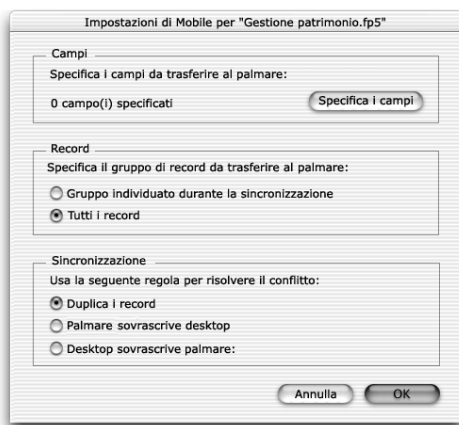 Impostazioni di Mobile per "Gestione patrimonio.fp5"
Campi
Specifica i campi da trasferire al palmare:
0 campo(i) specificati
Specifica i campi
Record
Specifica il gruppo di record da trasferire al palmare:
Gruppo individuato durante la sincronizzazione
Tutti i record
Sincronizzazione
Usa la seguente regola per risolvere il conflitto:
Duplica i record
Palmare sovrascrive desktop
Desktop sovrascrive palmare:
Annulla
OK